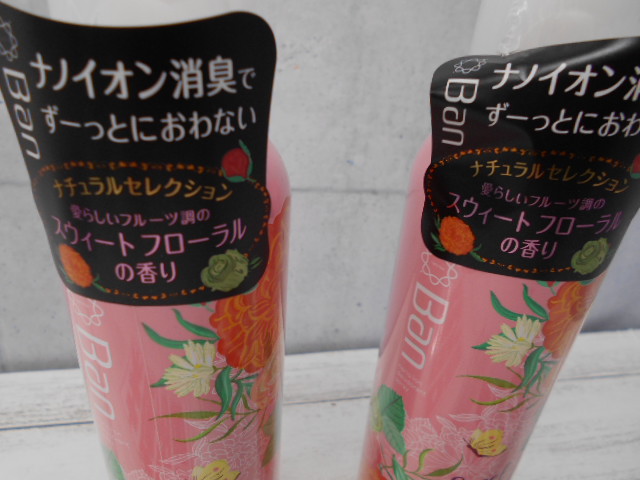 Ban
ナノイオン消臭で
ずーっとにおわない
ナチュラルセレクション
愛らしいフルーツ調の
スウィート フローラル
の香り
Ban
Ban
ナノイオン消
ずーっとにおわ
ナチュラルセレクション
愛らしいフルーツ調の
スウィート フローラル
の香り
Ban